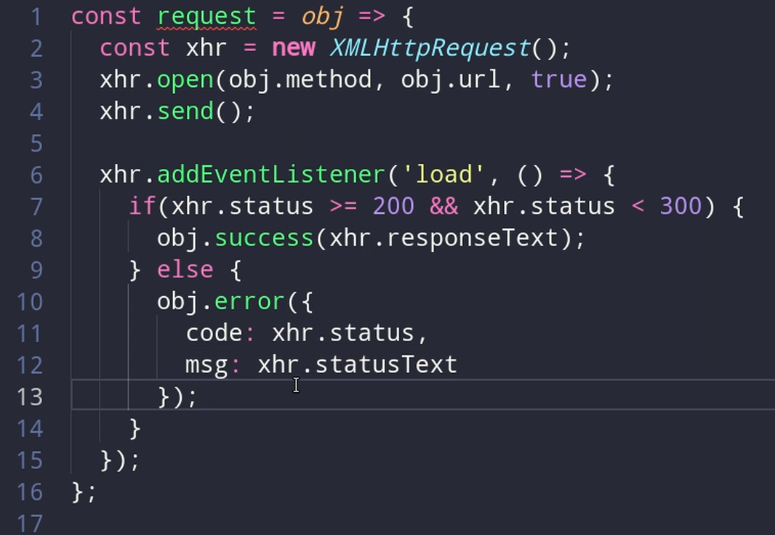 1 const request = obj => {
2 const xhr = new XMLHttpRequest();
3 xhr.open(obj.method, obj.url, true);
4 xhr.send();
5
6 xhr.addEventListener('load', () => {
7 if(xhr.status >= 200 && xhr.status < 300) {
8 obj.success(xhr.responseText);
9 } else {
10 obj.error({
11 code: xhr.status,
12 msg: xhr.statusText
13 });
14 }
15 });
16 };
17